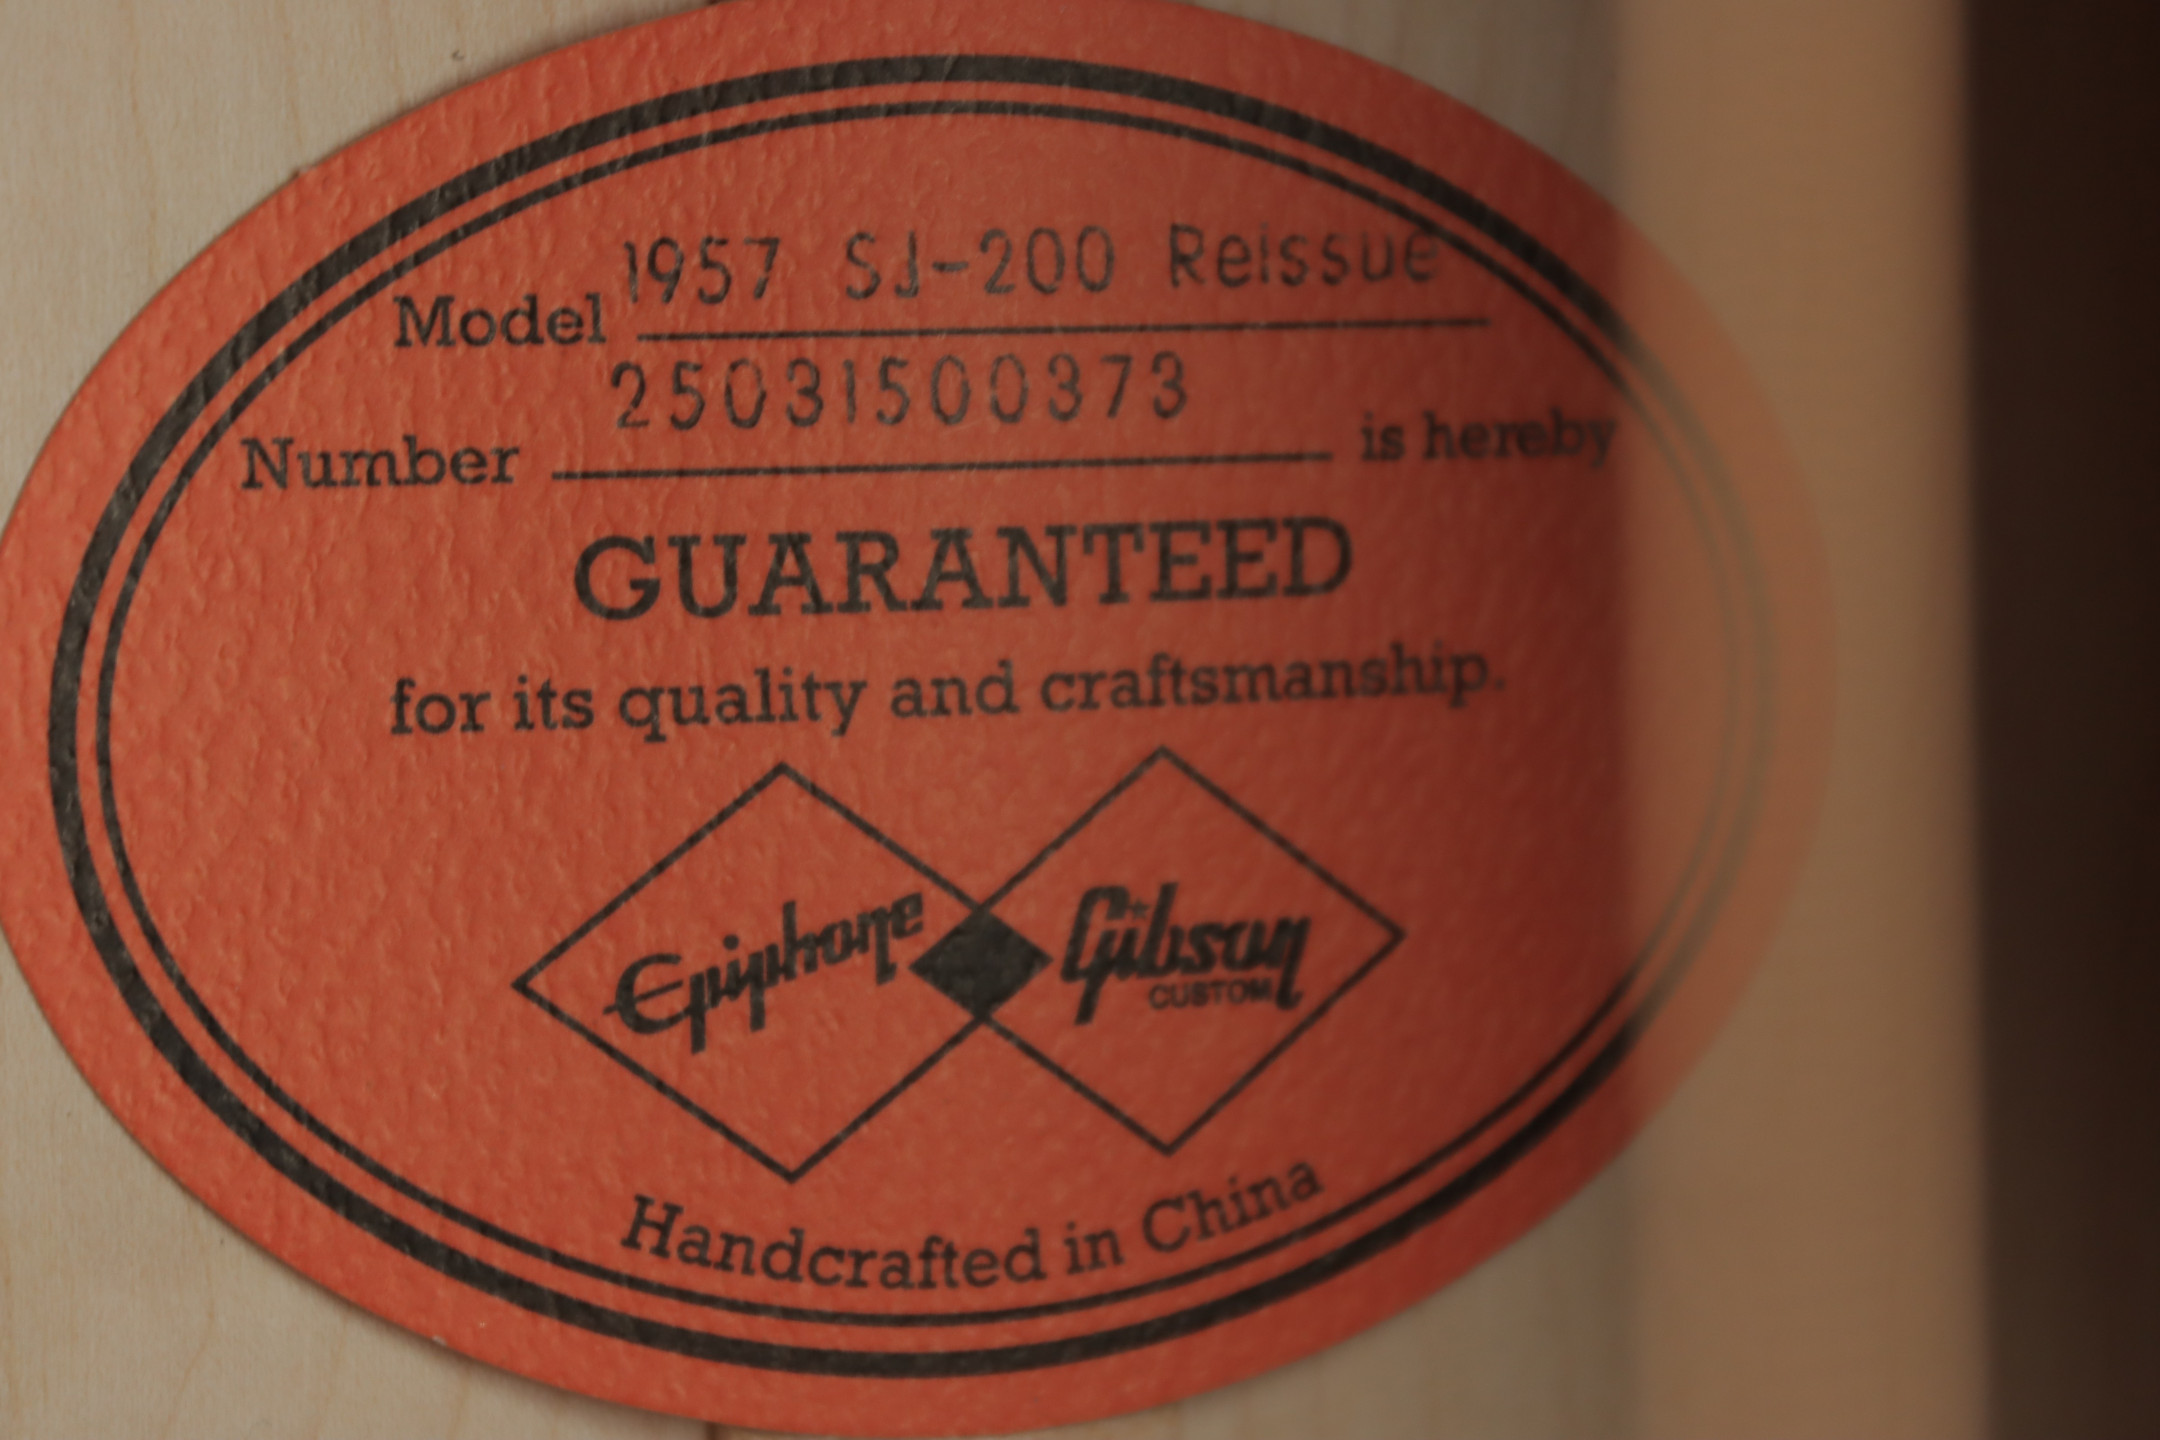 Model 1957 SJ-200 Reissue
Number 25031500373 is hereby
GUARANTEED
for its quality and craftsmanship.
Epiphone Gibson
CUSTOM
Handcrafted in China